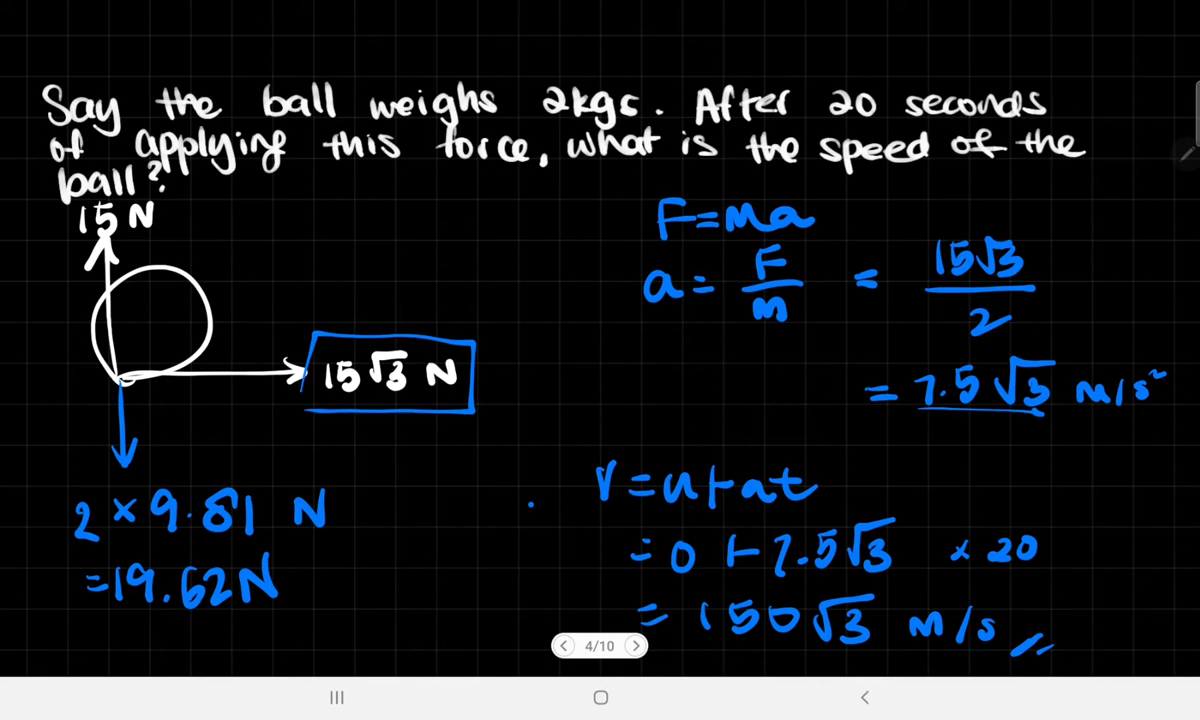 Say the ball weighs 2kgs. After 20 seconds
of applying this force, what is the speed of the
ball?
15 N
15√3 N
2 × 9.81 N
= 19.62N
F = Ma
a = F/M = 15√3/2
= 7.5√3 m/s²
V = u + at
= 0 + 7.5√3 × 20
= 150√3 m/s
4/10